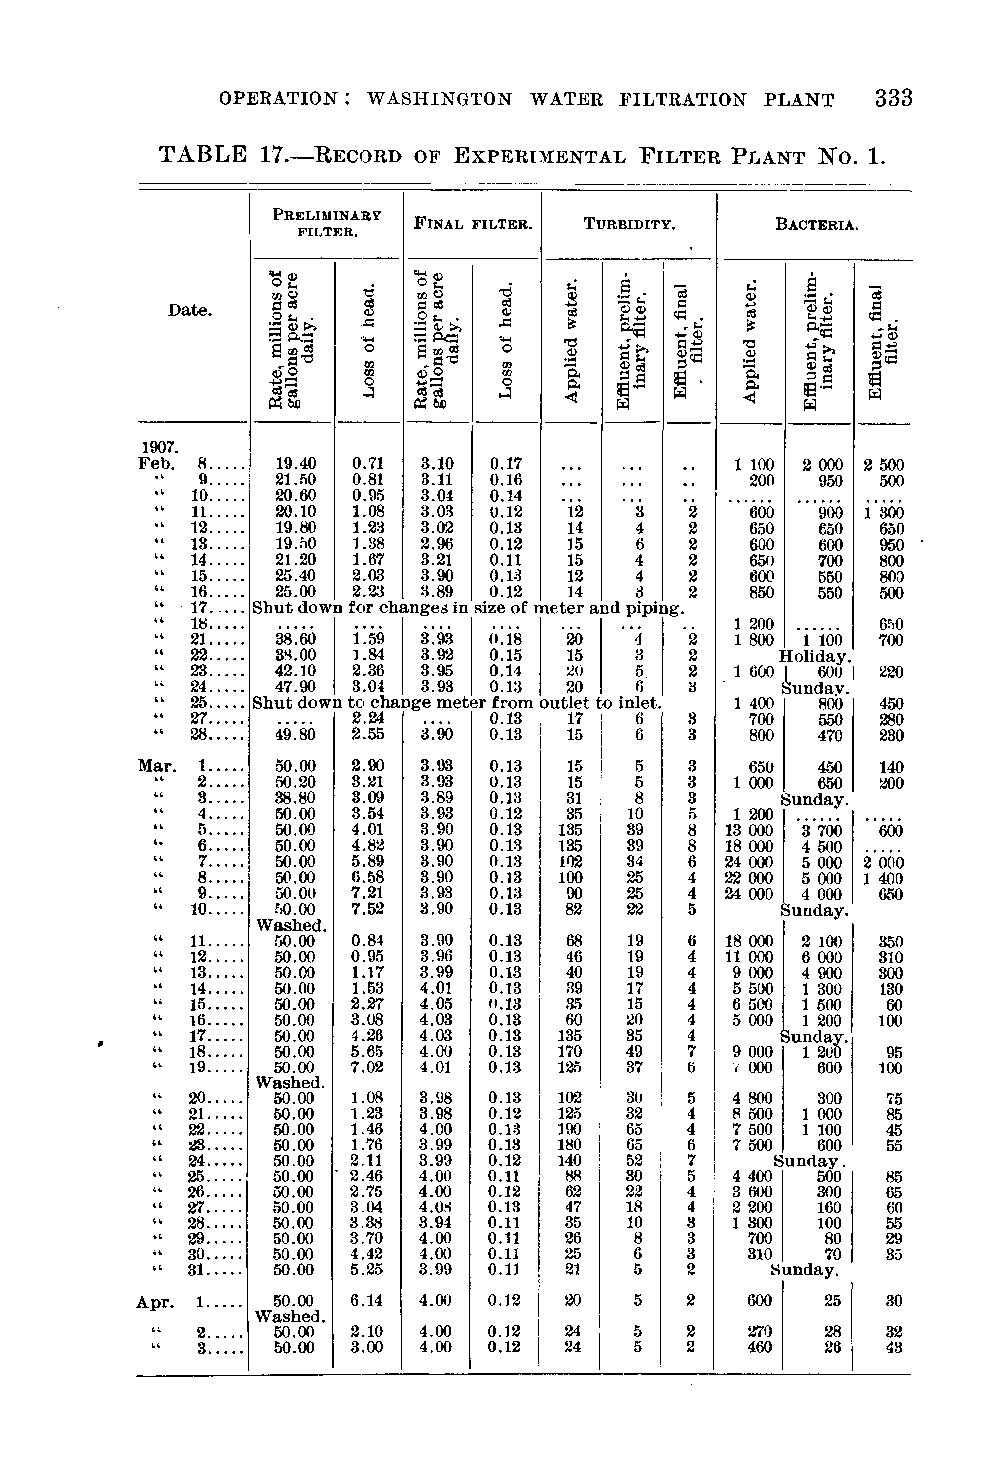 OPERATION: WASHINGTON WATER FILTRATION PLANT 333
TABLE 17.—RECORD OF EXPERIMENTAL FILTER PLANT NO. 1.
Date. PRELIMINARY FILTER. FINAL FILTER. TURBIDITY. BACTERIA.
Rate, millions of gallons per acre daily. Loss of head. Rate, millions of gallons per acre daily. Loss of head. Applied water. Effluent, preliminary filter. Effluent, final filter. Applied water. Effluent, prelim-inary filter. Effluent, final filter.
1907.
Feb. 8..... 19.40 0.71 3.10 0.17 ... ... .. 1 100 2 000 2 500
" 9..... 21.50 0.81 3.11 0.16 ... ... .. 200 950 500
" 10..... 20.60 0.95 3.04 0.14 ... ... .. ...... ...... .....
" 11..... 20.10 1.08 3.03 0.12 12 3 2 600 900 1 300
" 12..... 19.80 1.23 3.02 0.13 14 4 2 650 650 650
" 13..... 19.50 1.38 2.96 0.12 15 6 2 600 600 950
" 14..... 21.20 1.67 3.21 0.11 15 4 2 650 700 800
" 15..... 25.40 2.03 3.90 0.13 12 4 2 600 550 800
" 16..... 25.00 2.23 3.89 0.12 14 3 2 850 550 500
" 17..... Shut down for changes in size of meter and piping.
" 18..... ..... .... .... .... ... .. 1 200 ...... 650
" 21..... 38.60 1.59 3.93 0.18 20 4 2 1 800 1 100 700
" 22..... 38.00 1.84 3.92 0.15 15 3 2 Holiday.
" 23..... 42.10 2.36 3.95 0.14 20 5 2 1 600 600 220
" 24..... 47.90 3.04 3.93 0.13 20 6 3 Sunday.
" 25..... Shut down to change meter from outlet to inlet. 1 400 800 450
" 27..... ..... 2.24 .... 0.13 17 6 3 700 550 280
" 28..... 49.80 2.55 3.90 0.13 15 6 3 800 470 230
Mar. 1..... 50.00 2.90 3.93 0.13 15 5 3 650 450 140
" 2..... 50.20 3.21 3.93 0.13 15 5 3 1 000 650 200
" 3..... 38.80 3.09 3.89 0.13 31 8 3 Sunday.
" 4..... 50.00 3.54 3.93 0.12 35 10 5 1 200 ...... .....
" 5..... 50.00 4.01 3.90 0.13 135 39 8 13 000 3 700 600
" 6..... 50.00 4.82 3.90 0.13 135 39 8 18 000 4 500 .....
" 7..... 50.00 5.89 3.90 0.13 102 34 6 24 000 5 000 2 000
" 8..... 50.00 6.58 3.90 0.13 100 25 4 22 000 5 000 1 400
" 9..... 50.00 7.21 3.93 0.13 90 25 4 24 000 4 000 650
" 10..... 50.00 7.52 3.90 0.13 82 22 5 Sunday.
Washed.
" 11..... 50.00 0.84 3.90 0.13 68 19 6 18 000 2 100 350
" 12..... 50.00 0.95 3.96 0.13 46 19 4 11 000 6 000 310
" 13..... 50.00 1.17 3.99 0.13 40 19 4 9 000 4 900 300
" 14..... 50.00 1.53 4.01 0.13 39 17 4 5 500 1 300 130
" 15..... 50.00 2.27 4.05 0.13 35 15 4 6 500 1 500 60
" 16..... 50.00 3.08 4.03 0.13 60 20 4 5 000 1 200 100
" 17..... 50.00 4.26 4.03 0.13 135 35 4 Sunday.
" 18..... 50.00 5.65 4.00 0.13 170 49 7 9 000 1 200 95
" 19..... 50.00 7.02 4.01 0.13 125 37 6 7 000 600 100
Washed.
" 20..... 50.00 1.08 3.98 0.13 102 30 5 4 800 300 75
" 21..... 50.00 1.23 3.98 0.12 125 32 4 8 500 1 000 85
" 22..... 50.00 1.46 4.00 0.13 190 65 4 7 500 1 100 45
" 23..... 50.00 1.76 3.99 0.13 180 65 6 7 500 600 55
" 24..... 50.00 2.11 3.99 0.12 140 52 7 Sunday.
" 25..... 50.00 2.46 4.00 0.11 88 30 5 4 400 500 85
" 26..... 50.00 2.75 4.00 0.12 62 22 4 3 600 300 65
" 27..... 50.00 3.04 4.08 0.13 47 18 4 2 200 160 60
" 28..... 50.00 3.38 3.94 0.11 35 10 3 1 300 100 55
" 29..... 50.00 3.70 4.00 0.11 26 8 3 700 80 29
" 30..... 50.00 4.42 4.00 0.11 25 6 3 310 70 35
" 31..... 50.00 5.25 3.99 0.11 21 5 2 Sunday.
Apr. 1..... 50.00 6.14 4.00 0.12 20 5 2 600 25 30
Washed.
" 2..... 50.00 2.10 4.00 0.12 24 5 2 270 28 32
" 3..... 50.00 3.00 4.00 0.12 24 5 2 460 26 43